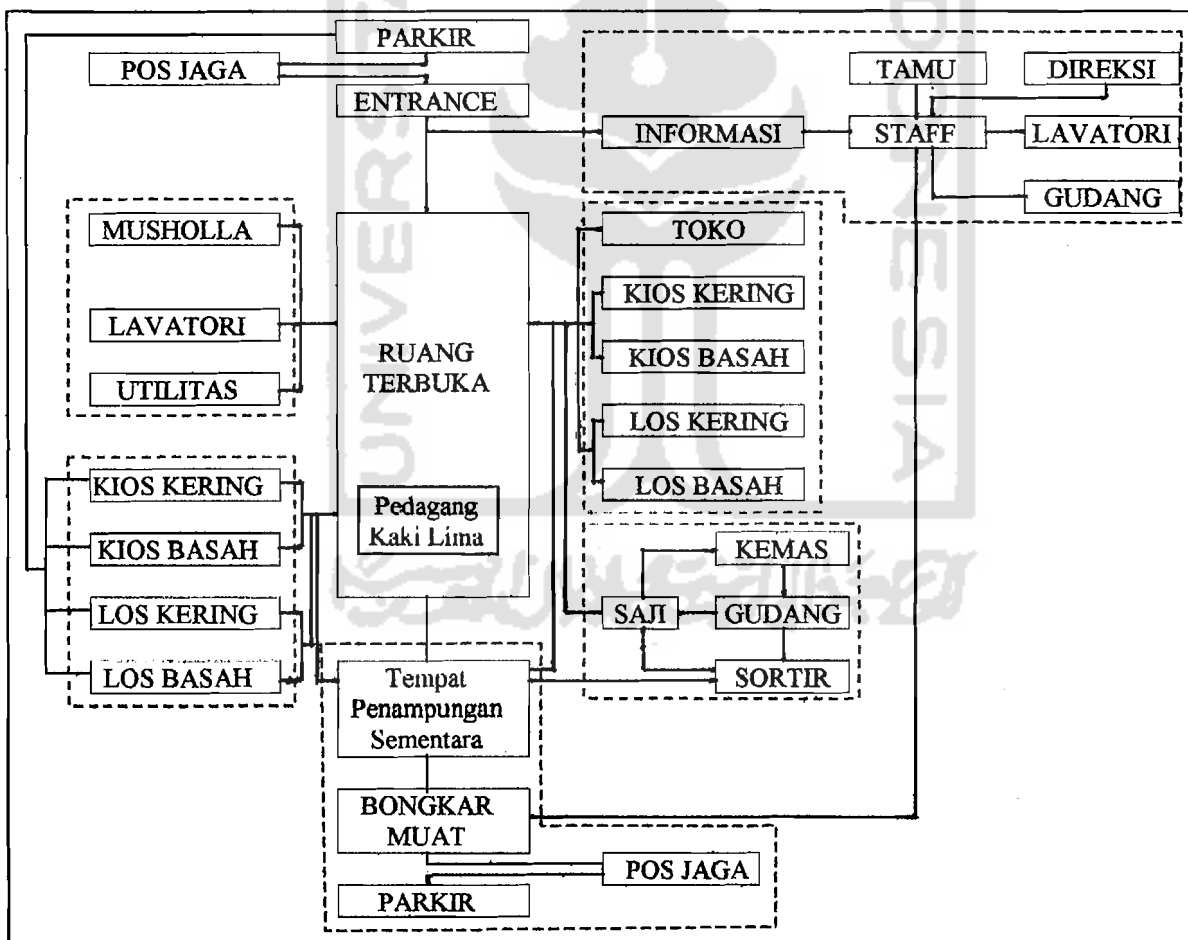 PARKIR
POS JAGA
ENTRANCE
TAMU
DIREKSI
INFORMASI
STAFF
LAVATORI
GUDANG
MUSHOLLA
LAVATORI
UTILITAS
RUANG
TERBUKA
Pedagang
Kaki Lima
TOKO
KIOS KERING
KIOS BASAH
LOS KERING
LOS BASAH
KIOS KERING
KIOS BASAH
LOS KERING
LOS BASAH
KEMAS
SAJI
GUDANG
SORTIR
Tempat
Penampungan
Sementara
BONGKAR
MUAT
POS JAGA
PARKIR